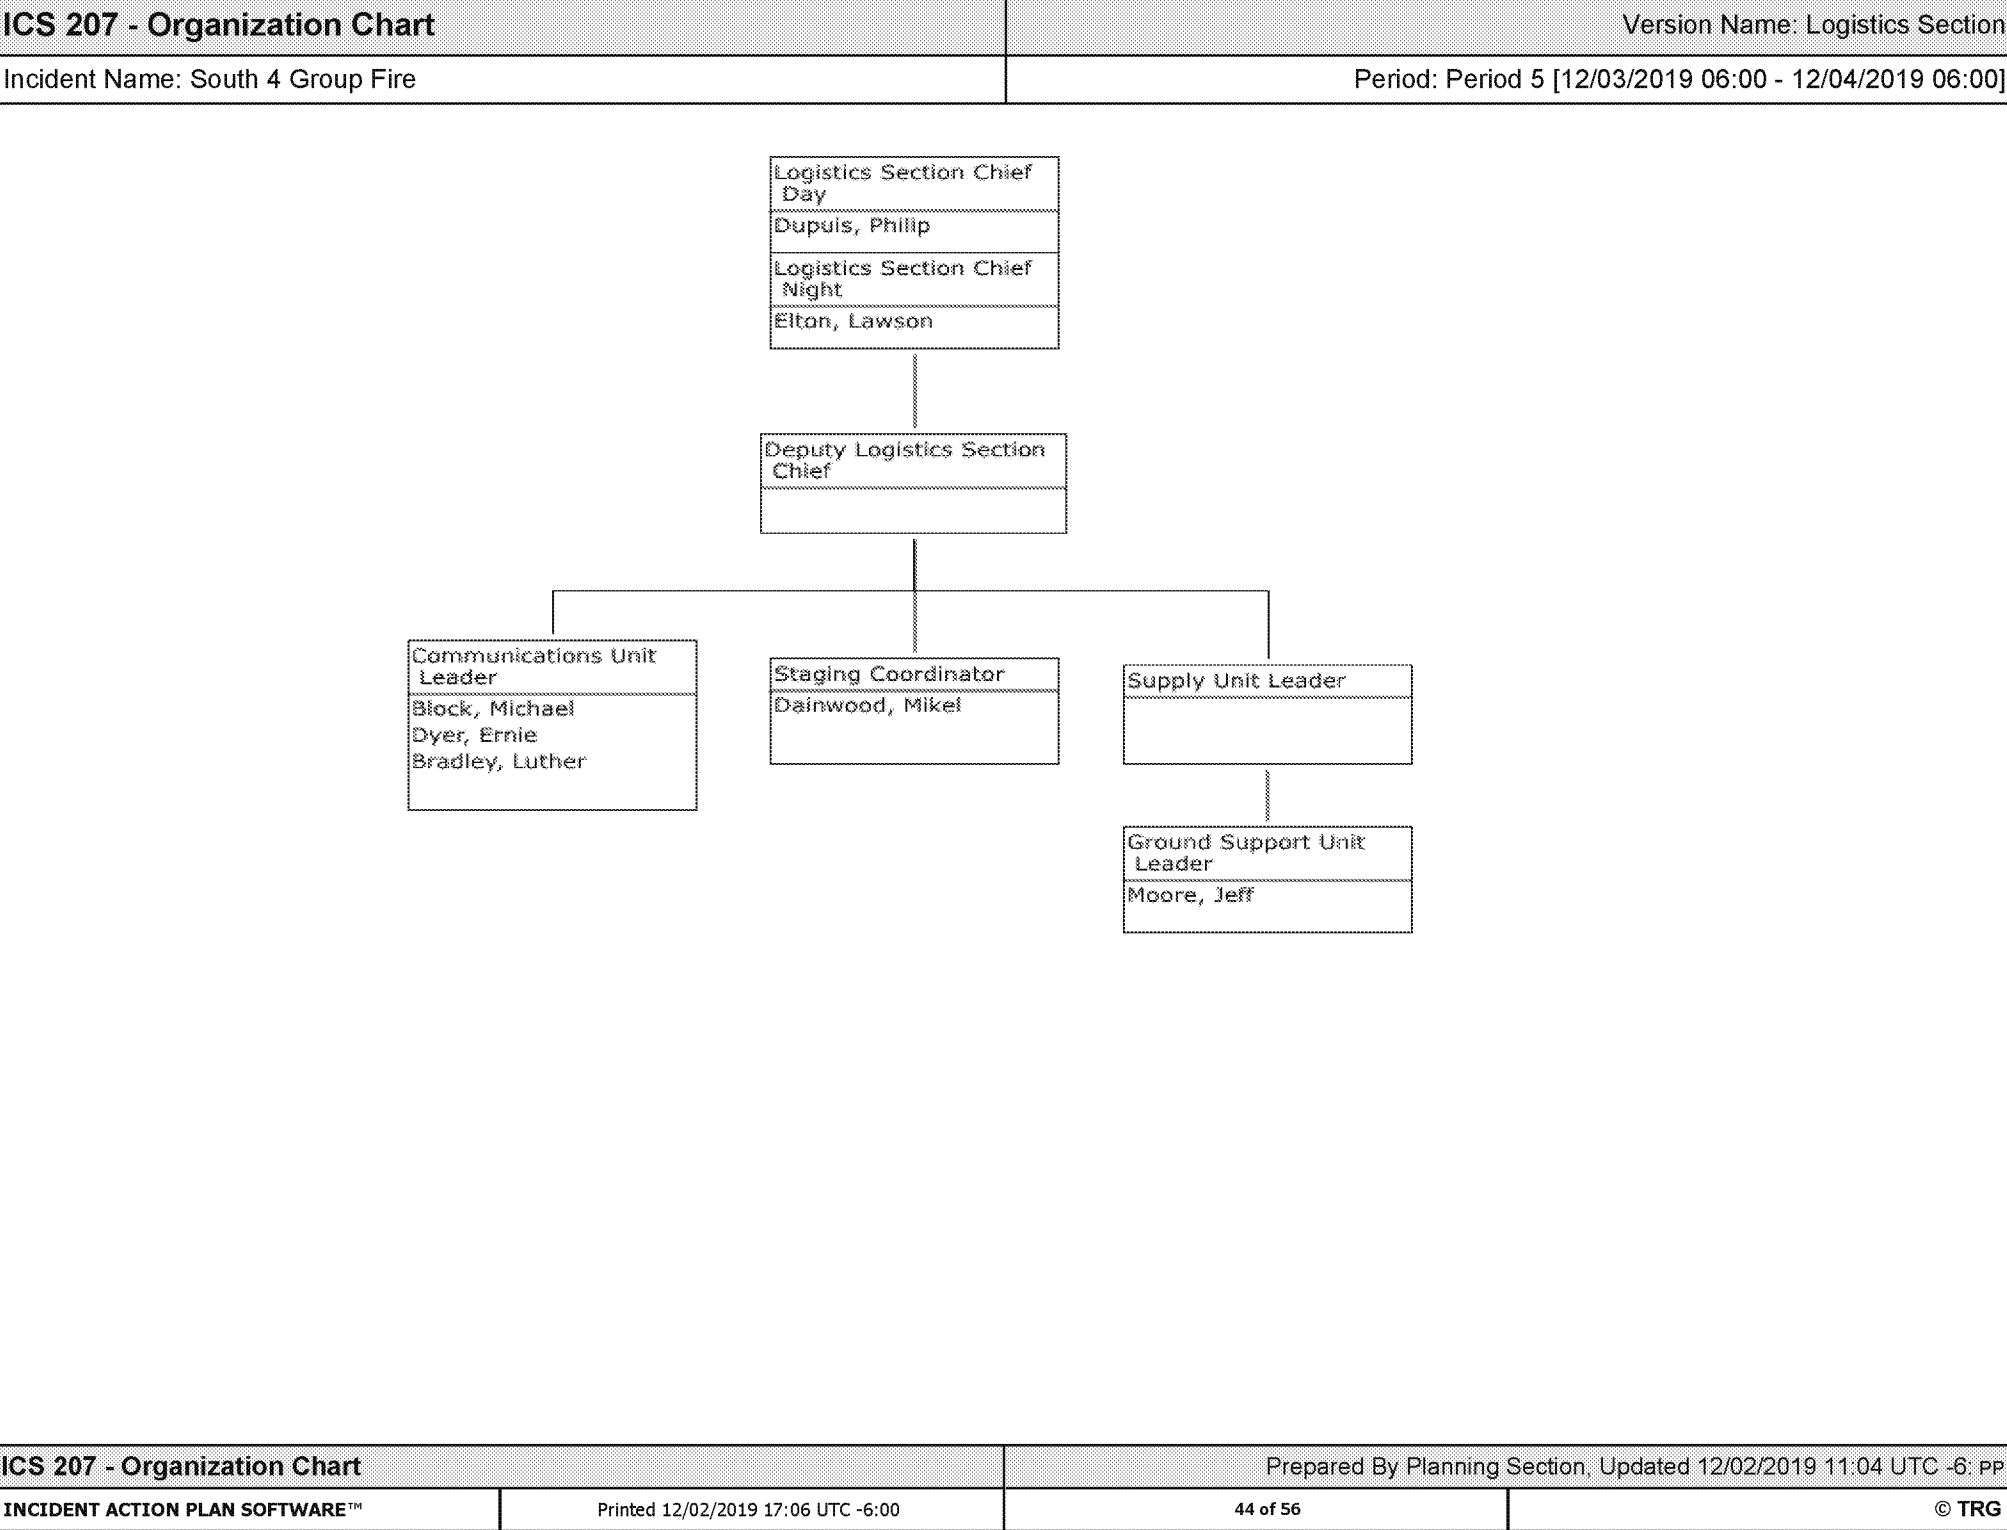 ICS 207 - Organization Chart
Version Name: Logistics Section
Incident Name: South 4 Group Fire
Period: Period 5 [12/03/2019 06:00 - 12/04/2019 06:00]
Logistics Section Chief
Day
Dupuis, Philip
Logistics Section Chief
Night
Elton, Lawson
Deputy Logistics Section
Chief
Communications Unit
Leader
Block, Michael
Dyer, Ernie
Bradley, Luther
Staging Coordinator
Dainwood, Mikel
Supply Unit Leader
Ground Support Unit
Leader
Moore, Jeff
ICS 207 - Organization Chart
Prepared By Planning Section, Updated 12/02/2019 11:04 UTC -6: PP
INCIDENT ACTION PLAN SOFTWARE™
Printed 12/02/2019 17:06 UTC -6:00
44 of 56
© TRG